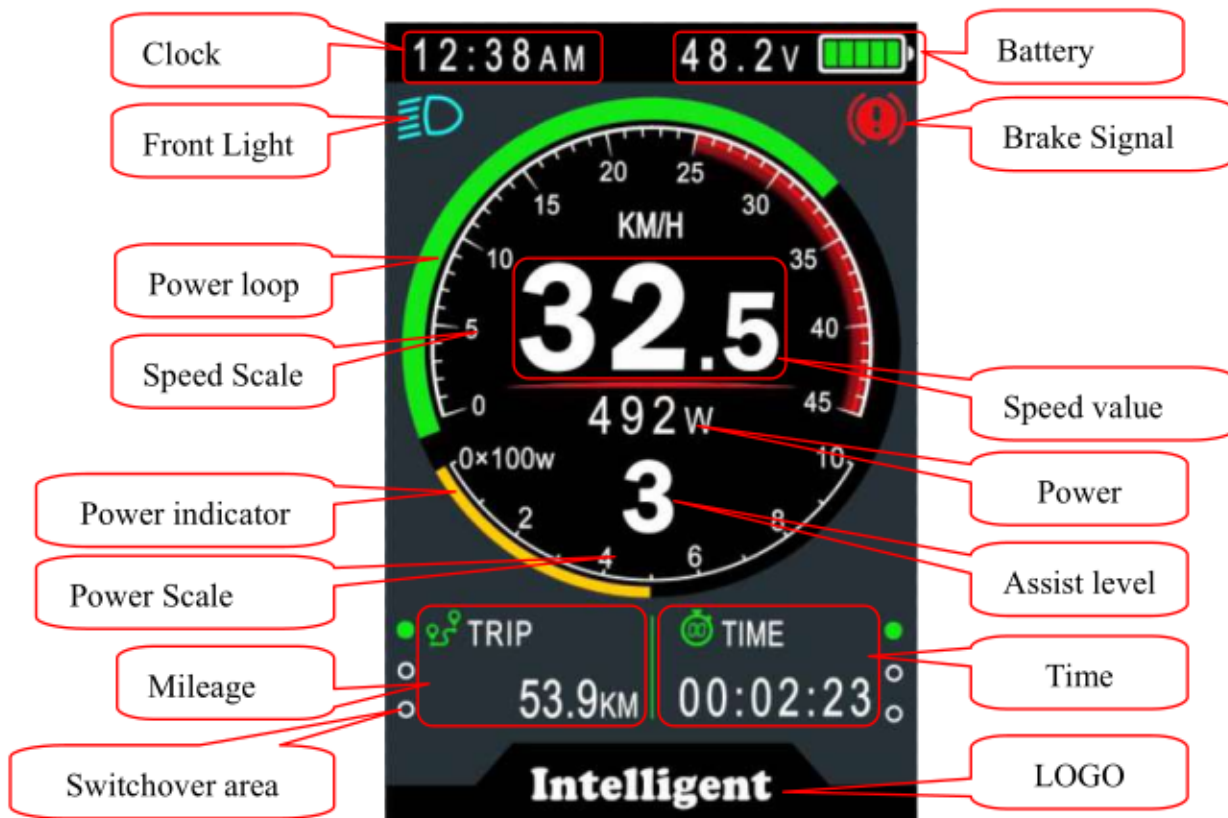 Clock
12:38AM
48.2V
Battery
Front Light
Brake Signal
20
25
15
30
KM/H
10
35
Power loop
32.5
5
40
Speed Scale
0
45
Speed value
492W
0×100w
10
Power indicator
3
Power
2
8
4
6
Power Scale
Assist level
TRIP
TIME
Mileage
53.9KM
00:02:23
Time
Switchover area
Intelligent
LOGO